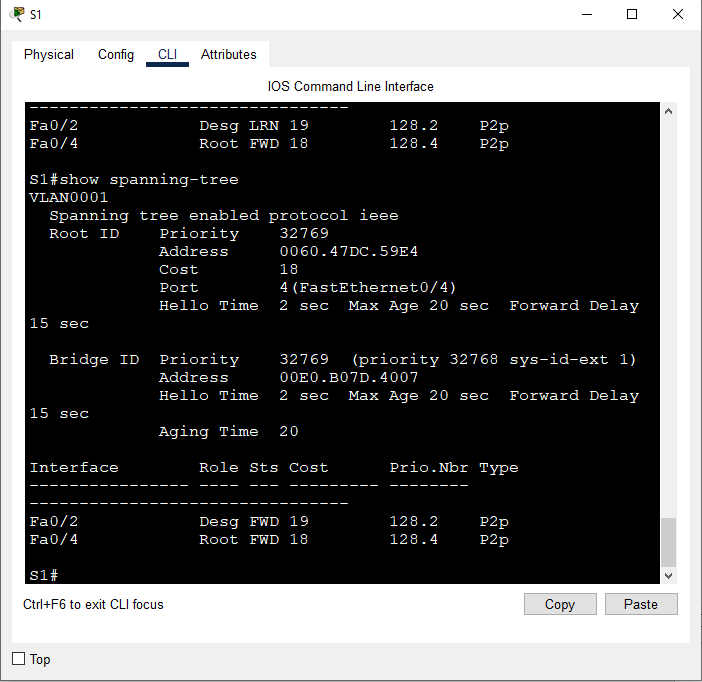 S1
Physical Config CLI Attributes
IOS Command Line Interface
--------------------------------
Fa0/2            Desg LRN 19        128.2    P2p
Fa0/4            Root FWD 18        128.4    P2p

S1#show spanning-tree
VLAN0001
  Spanning tree enabled protocol ieee
  Root ID    Priority    32769
             Address     0060.47DC.59E4
             Cost        18
             Port        4(FastEthernet0/4)
             Hello Time  2 sec  Max Age 20 sec  Forward Delay
15 sec

  Bridge ID  Priority    32769  (priority 32768 sys-id-ext 1)
             Address     00E0.B07D.4007
             Hello Time  2 sec  Max Age 20 sec  Forward Delay
15 sec
             Aging Time  20

Interface        Role Sts Cost      Prio.Nbr Type
---------------- ---- --- --------- --------
--------------------------------
Fa0/2            Desg FWD 19        128.2    P2p
Fa0/4            Root FWD 18        128.4    P2p

S1#
Ctrl+F6 to exit CLI focus Copy Paste
Top